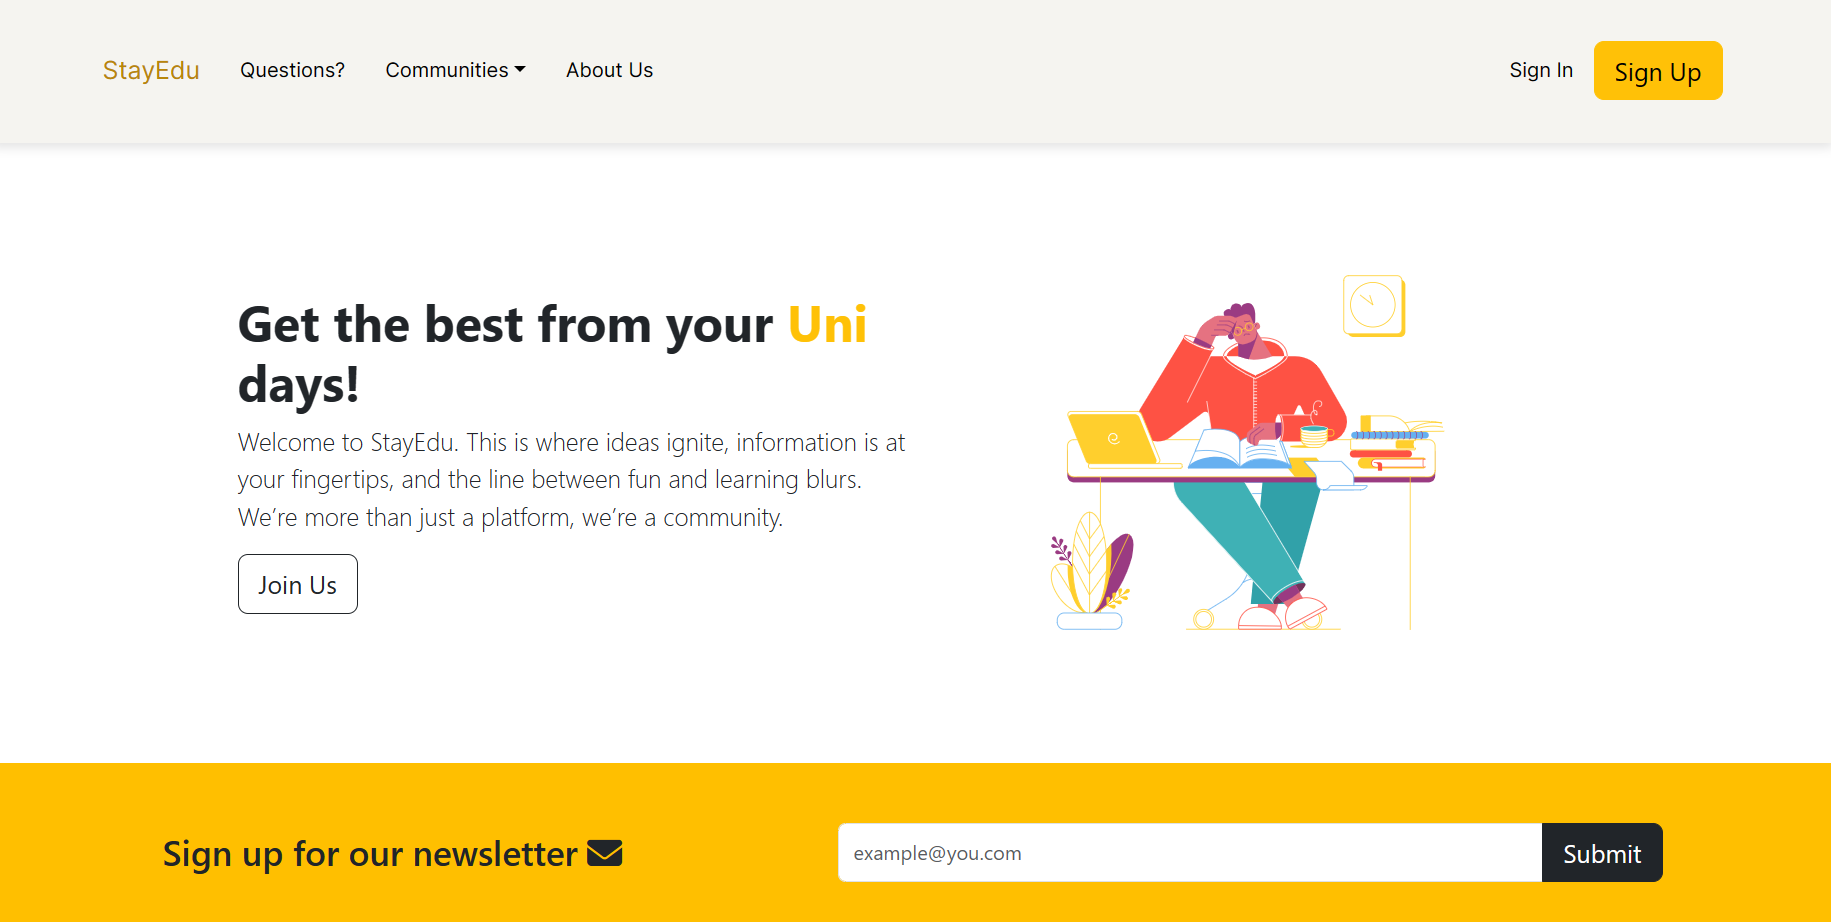 StayEdu Questions? Communities About Us Sign In Sign Up
Get the best from your Uni
days!
Welcome to StayEdu. This is where ideas ignite, information is at
your fingertips, and the line between fun and learning blurs.
We’re more than just a platform, we’re a community.
Join Us
Sign up for our newsletter
example@you.com
Submit